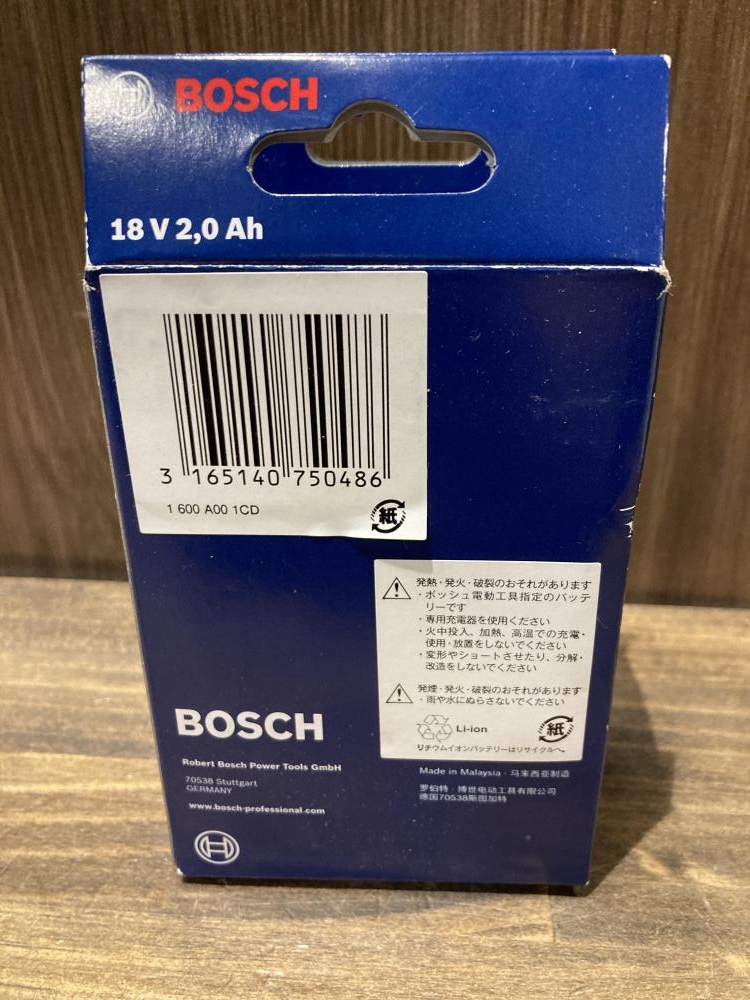 BOSCH
18 V 2,0 Ah
3 165140 750486
1 600 A00 1CD
紙
発熱・発火・破裂のおそれがあります
・ボッシュ電動工具指定のバッテ
リーです
・専用充電器を使用ください
・火中投入、加熱、高温での充電・
使用・放置をしないでください
・変形やショートさせたり、分解・
改造をしないでください
発煙・発火・破裂のおそれがあります
・雨や水にぬらさないでください
Li-ion
紙
リチウムイオンバッテリーはリサイクルへ。
BOSCH
Robert Bosch Power Tools GmbH
70538 Stuttgart
GERMANY
www.bosch-professional.com
Made in Malaysia · 马来西亚制造
罗伯特・博世电动工具有限公司
德国70538斯图加特